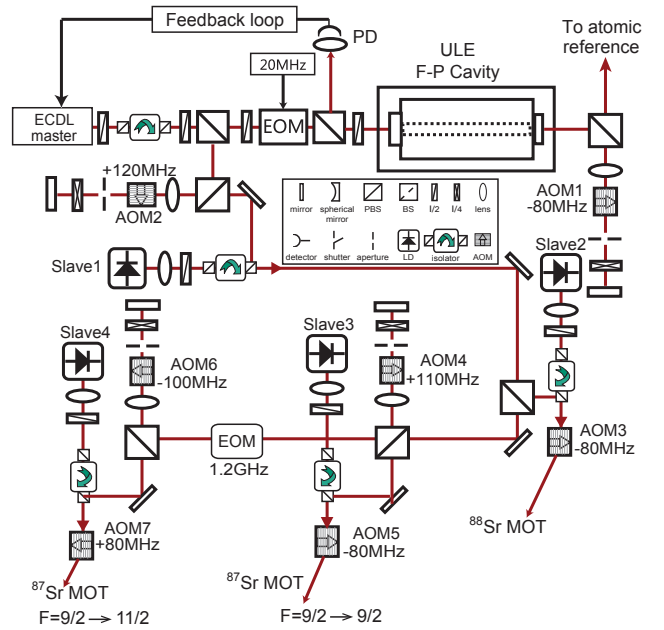 Feedback loop
PD
To atomic
reference
20MHz
ULE
F-P Cavity
ECDL
master
EOM
+120MHz
AOM2
mirror
spherical
mirror
PBS
BS
l/2
l/4
lens
detector
shutter
aperture
LD
isolator
AOM
AOM1
-80MHz
Slave1
Slave2
Slave4
AOM6
-100MHz
Slave3
AOM4
+110MHz
EOM
1.2GHz
AOM3
-80MHz
88Sr MOT
AOM7
+80MHz
AOM5
-80MHz
87Sr MOT
F=9/2 → 11/2
87Sr MOT
F=9/2 → 9/2